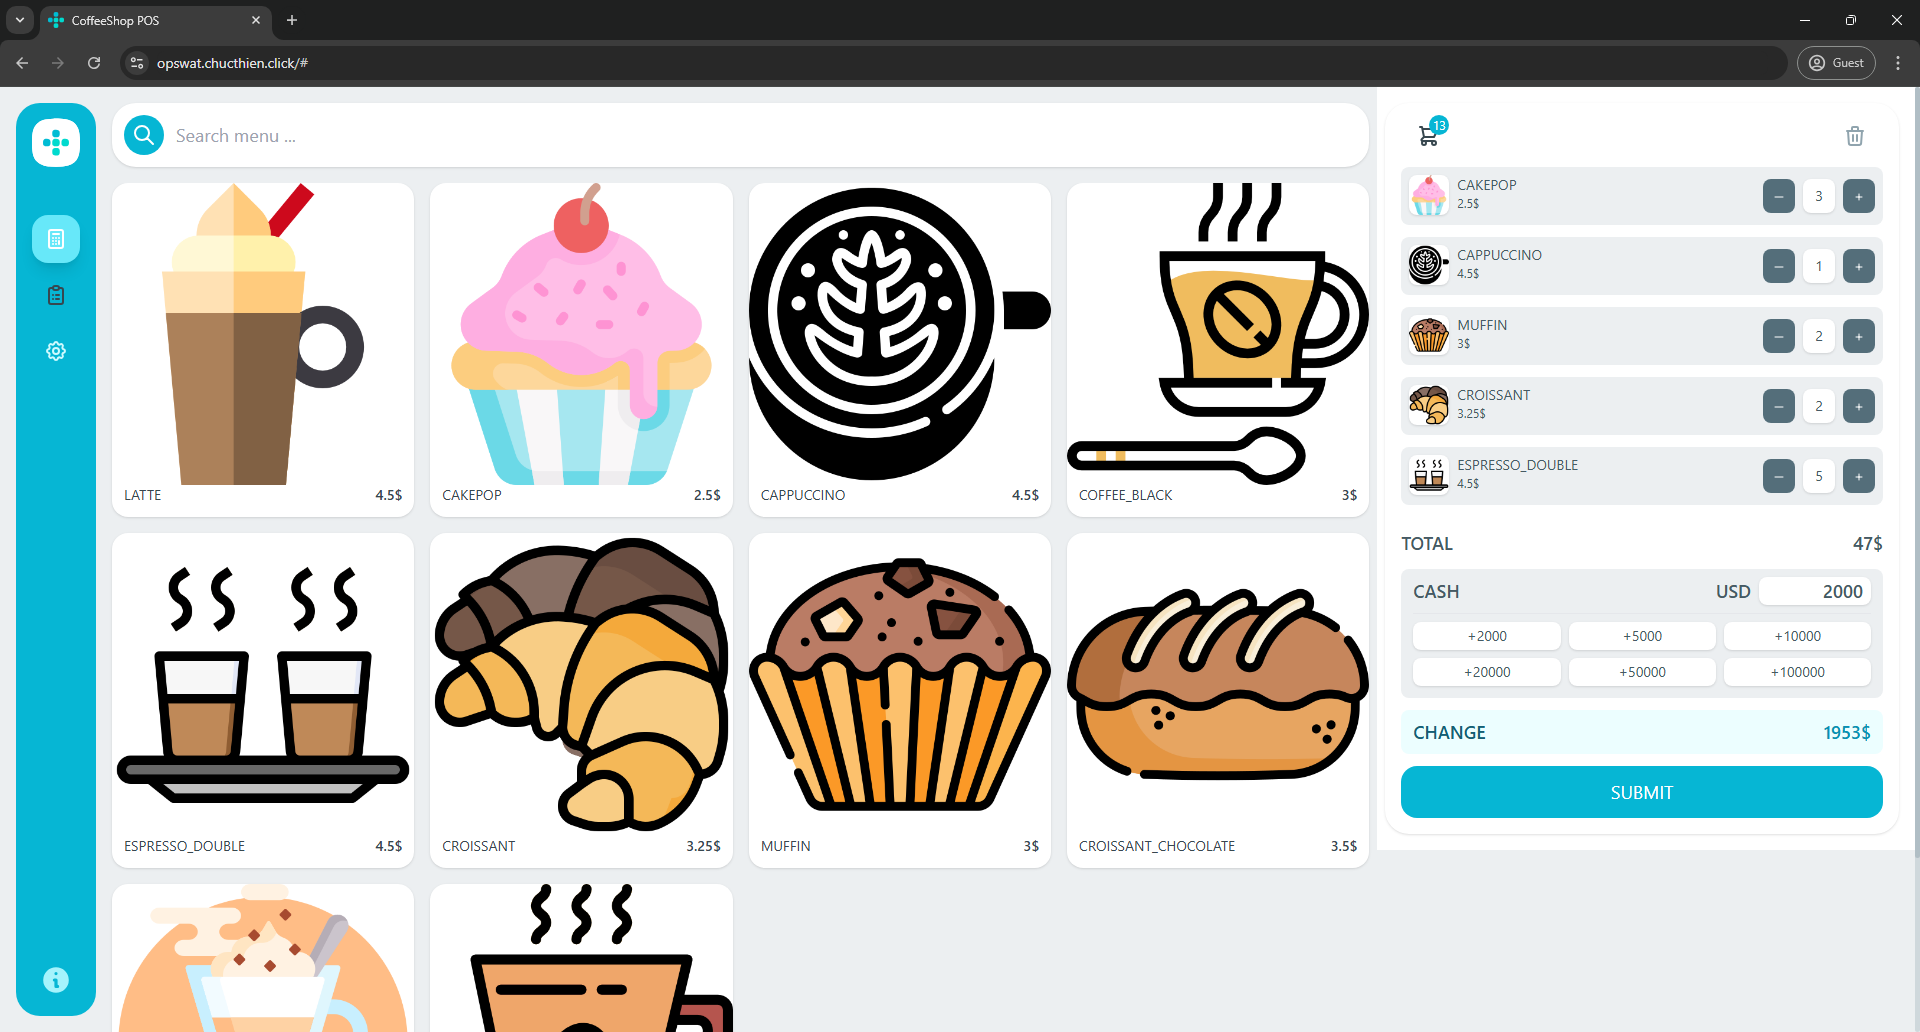 CoffeeShop POS
opswat.chucthien.click/#
Guest
Search menu ...
LATTE 4.5$
CAKEPOP 2.5$
CAPPUCCINO 4.5$
COFFEE_BLACK 3$
ESPRESSO_DOUBLE 4.5$
CROISSANT 3.25$
MUFFIN 3$
CROISSANT_CHOCOLATE 3.5$
13
CAKEPOP
2.5$
– 3 +
CAPPUCCINO
4.5$
– 1 +
MUFFIN
3$
– 2 +
CROISSANT
3.25$
– 2 +
ESPRESSO_DOUBLE
4.5$
– 5 +
TOTAL 47$
CASH USD 2000
+2000 +5000 +10000
+20000 +50000 +100000
CHANGE 1953$
SUBMIT